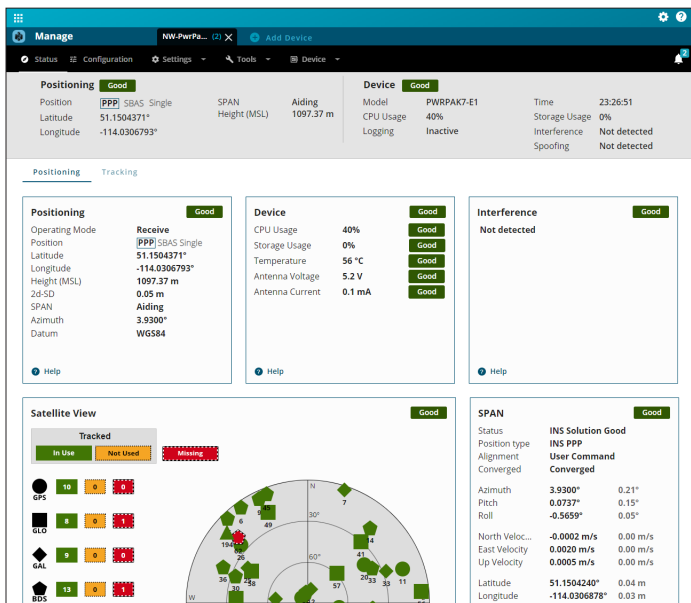 Manage NW-PwrPa... (2) Add Device
Status Configuration Settings Tools Device 2
Positioning Good
Position PPP SBAS Single
Latitude 51.1504371°
Longitude -114.0306793°
SPAN Aiding
Height (MSL) 1097.37 m
Device Good
Model PWRPAK7-E1
CPU Usage 40%
Logging Inactive
Time 23:26:51
Storage Usage 0%
Interference Not detected
Spoofing Not detected
Positioning Tracking
Positioning Good
Operating Mode Receive
Position PPP SBAS Single
Latitude 51.1504371°
Longitude -114.0306793°
Height (MSL) 1097.37 m
2d-SD 0.05 m
SPAN Aiding
Azimuth 3.9300°
Datum WGS84
Help
Device Good
CPU Usage 40% Good
Storage Usage 0% Good
Temperature 56 °C Good
Antenna Voltage 5.2 V Good
Antenna Current 0.1 mA Good
Help
Interference Good
Not detected
Help
Satellite View Good
Tracked
In Use Not Used Missing
GPS 10 0 0
GLO 8 0 1
GAL 9 0 0
BDS 13 0 1
N
7
45
49
6
30°
14
26
41
60°
36
30
57
20
33
33
11
W
SPAN Good
Status INS Solution Good
Position type INS PPP
Alignment User Command
Converged Converged
Azimuth 3.9300° 0.21°
Pitch 0.0737° 0.15°
Roll -0.5659° 0.05°
North Veloc... -0.0002 m/s 0.00 m/s
East Velocity 0.0020 m/s 0.00 m/s
Up Velocity 0.0005 m/s 0.00 m/s
Latitude 51.1504240° 0.04 m
Longitude -114.0306878° 0.03 m